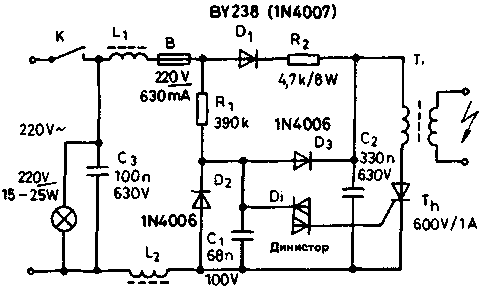 BY238 (1N4007)
K
L1
B
D1
R2
T1
220V
630mA
4,7k/8W
R1
390k
1N4006
220V~
C3
100n
630V
D3
C2
330n
630V
220V
15-25W
D2
Di
Th
600V/1A
1N4006
C1
68n
100V
Динистор
L2